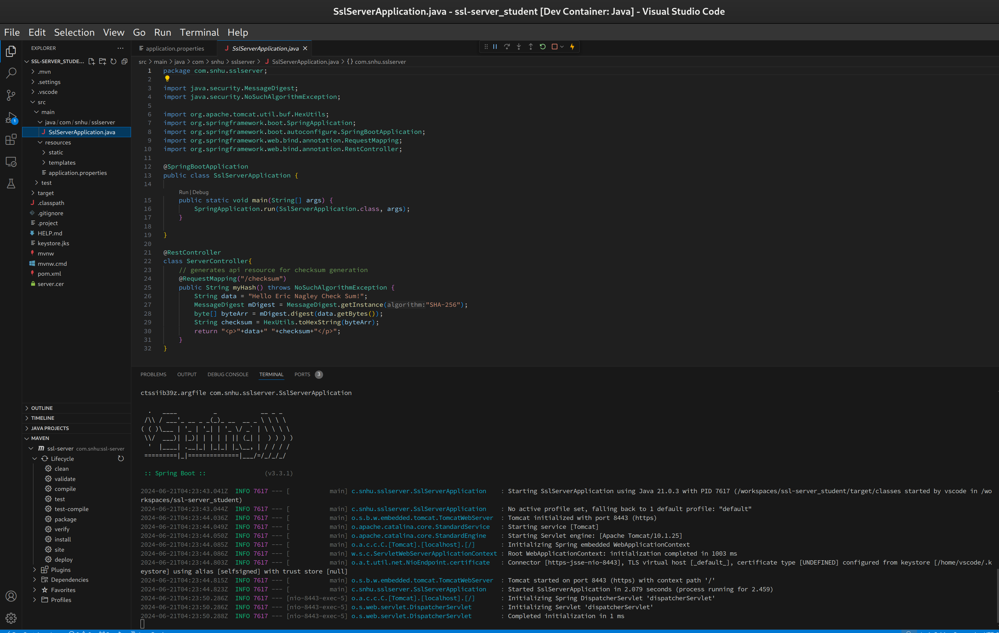 SslServerApplication.java - ssl-server_student [Dev Container: Java] - Visual Studio Code
File Edit Selection View Go Run Terminal Help
EXPLORER
SSL-SERVER_STUDE...
.mvn
.settings
.vscode
src
main
java / com / snhu / sslserver
SslServerApplication.java
resources
static
templates
application.properties
test
target
.classpath
.gitignore
.project
HELP.md
keystore.jks
mvnw
mvnw.cmd
pom.xml
server.cer
OUTLINE
TIMELINE
JAVA PROJECTS
MAVEN
ssl-server com.snhu:ssl-server
Lifecycle
clean
validate
compile
test
test-compile
package
verify
install
site
deploy
Plugins
Dependencies
Favorites
Profiles
1
application.properties SslServerApplication.java
src > main > java > com > snhu > sslserver > SslServerApplication.java > {} com.snhu.sslserver
1 package com.snhu.sslserver;
2
3 import java.security.MessageDigest;
4 import java.security.NoSuchAlgorithmException;
5
6 import org.apache.tomcat.util.buf.HexUtils;
7 import org.springframework.boot.SpringApplication;
8 import org.springframework.boot.autoconfigure.SpringBootApplication;
9 import org.springframework.web.bind.annotation.RequestMapping;
10 import org.springframework.web.bind.annotation.RestController;
11
12 @SpringBootApplication
13 public class SslServerApplication {
14
Run | Debug
15 public static void main(String[] args) {
16 SpringApplication.run(SslServerApplication.class, args);
17 }
18
19 }
20
21 @RestController
22 class ServerController{
23 // generates api resource for checksum generation
24 @RequestMapping("/checksum")
25 public String myHash() throws NoSuchAlgorithmException {
26 String data = "Hello Eric Nagley Check Sum!";
27 MessageDigest mDigest = MessageDigest.getInstance(algorithm:"SHA-256");
28 byte[] byteArr = mDigest.digest(data.getBytes());
29 String checksum = HexUtils.toHexString(byteArr);
30 return "<p>"+data+" "+checksum+"</p>";
31 }
32 }
PROBLEMS OUTPUT DEBUG CONSOLE TERMINAL PORTS 3
ctssiib39z.argfile com.snhu.sslserver.SslServerApplication
:: Spring Boot :: (v3.3.1)
2024-06-21T04:23:43.041Z INFO 7617 --- [ main] c.snhu.sslserver.SslServerApplication : Starting SslServerApplication using Java 21.0.3 with PID 7617 (/workspaces/ssl-server_student/target/classes started by vscode in /wo
rkspaces/ssl-server_student)
2024-06-21T04:23:43.044Z INFO 7617 --- [ main] c.snhu.sslserver.SslServerApplication : No active profile set, falling back to 1 default profile: "default"
2024-06-21T04:23:44.036Z INFO 7617 --- [ main] o.s.b.w.embedded.tomcat.TomcatWebServer : Tomcat initialized with port 8443 (https)
2024-06-21T04:23:44.049Z INFO 7617 --- [ main] o.apache.catalina.core.StandardService : Starting service [Tomcat]
2024-06-21T04:23:44.050Z INFO 7617 --- [ main] o.apache.catalina.core.StandardEngine : Starting Servlet engine: [Apache Tomcat/10.1.25]
2024-06-21T04:23:44.085Z INFO 7617 --- [ main] o.a.c.c.C.[Tomcat].[localhost].[/] : Initializing Spring embedded WebApplicationContext
2024-06-21T04:23:44.086Z INFO 7617 --- [ main] w.s.c.ServletWebServerApplicationContext : Root WebApplicationContext: initialization completed in 1003 ms
2024-06-21T04:23:44.803Z INFO 7617 --- [ main] o.a.t.util.net.NioEndpoint.certificate : Connector [https-jsse-nio-8443], TLS virtual host [_default_], certificate type [UNDEFINED] configured from keystore [/home/vscode/.k
eystore] using alias [selfsigned] with trust store [null]
2024-06-21T04:23:44.815Z INFO 7617 --- [ main] o.s.b.w.embedded.tomcat.TomcatWebServer : Tomcat started on port 8443 (https) with context path '/'
2024-06-21T04:23:44.823Z INFO 7617 --- [ main] c.snhu.sslserver.SslServerApplication : Started SslServerApplication in 2.079 seconds (process running for 2.459)
2024-06-21T04:23:50.286Z INFO 7617 --- [nio-8443-exec-5] o.a.c.c.C.[Tomcat].[localhost].[/] : Initializing Spring DispatcherServlet 'dispatcherServlet'
2024-06-21T04:23:50.286Z INFO 7617 --- [nio-8443-exec-5] o.s.web.servlet.DispatcherServlet : Initializing Servlet 'dispatcherServlet'
2024-06-21T04:23:50.288Z INFO 7617 --- [nio-8443-exec-5] o.s.web.servlet.DispatcherServlet : Completed initialization in 1 ms